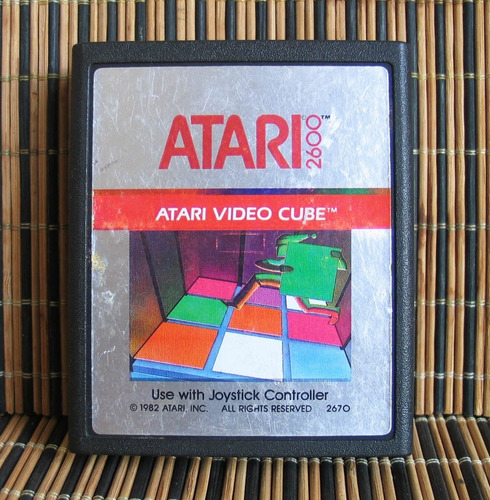 ATARI 2600™
ATARI VIDEO CUBE™
Use with Joystick Controller
© 1982 ATARI, INC. ALL RIGHTS RESERVED 2670